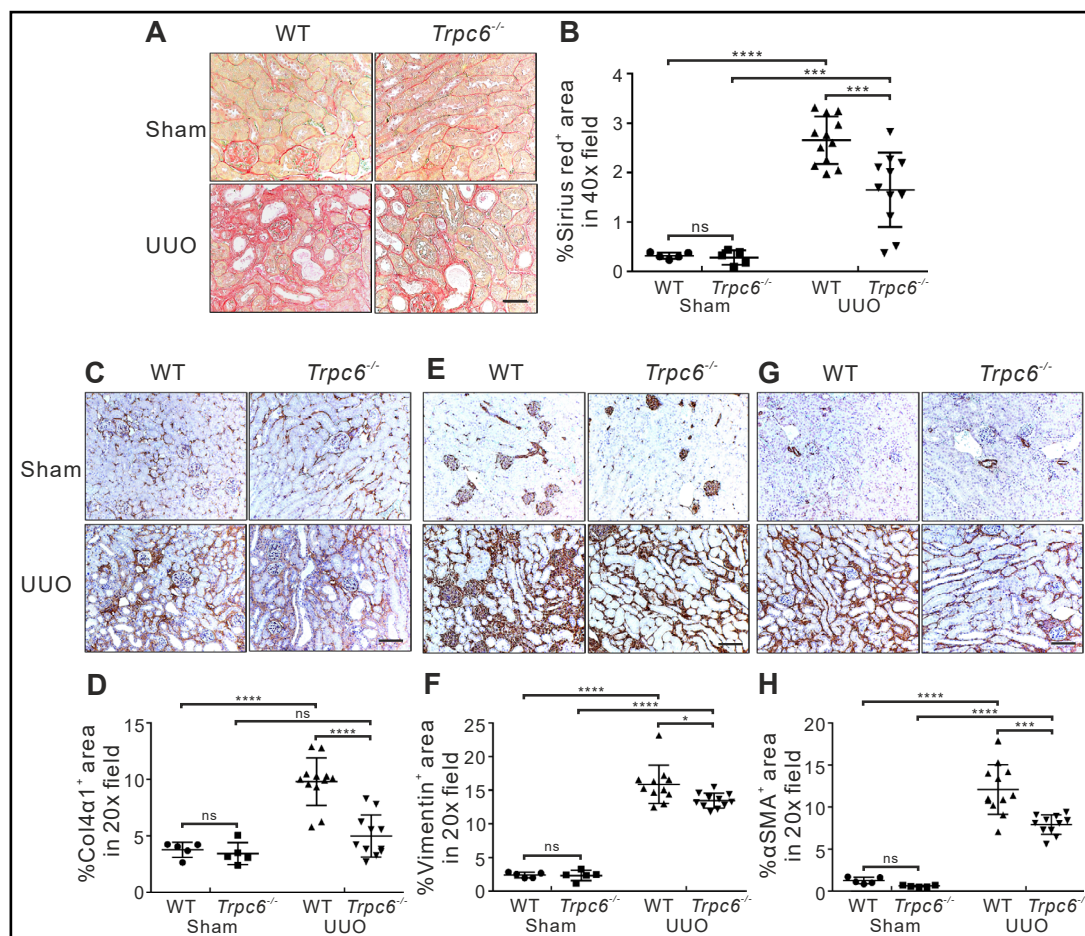 A
WT
Trpc6-/-
Sham
UUO
B
%Sirius red+ area
in 40x field
4
3
2
1
0
****
***
***
ns
WT
Trpc6-/-
WT
Trpc6-/-
Sham
UUO
C
WT
Trpc6-/-
E
WT
Trpc6-/-
G
WT
Trpc6-/-
Sham
UUO
D
%Col4α1+ area
in 20x field
15
10
5
0
****
ns
****
ns
WT
Trpc6-/-
WT
Trpc6-/-
Sham
UUO
F
%Vimentin+ area
in 20x field
25
20
15
10
5
0
****
****
*
ns
WT
Trpc6-/-
WT
Trpc6-/-
Sham
UUO
H
%αSMA+ area
in 20x field
20
15
10
5
0
****
****
***
ns
WT
Trpc6-/-
WT
Trpc6-/-
Sham
UUO